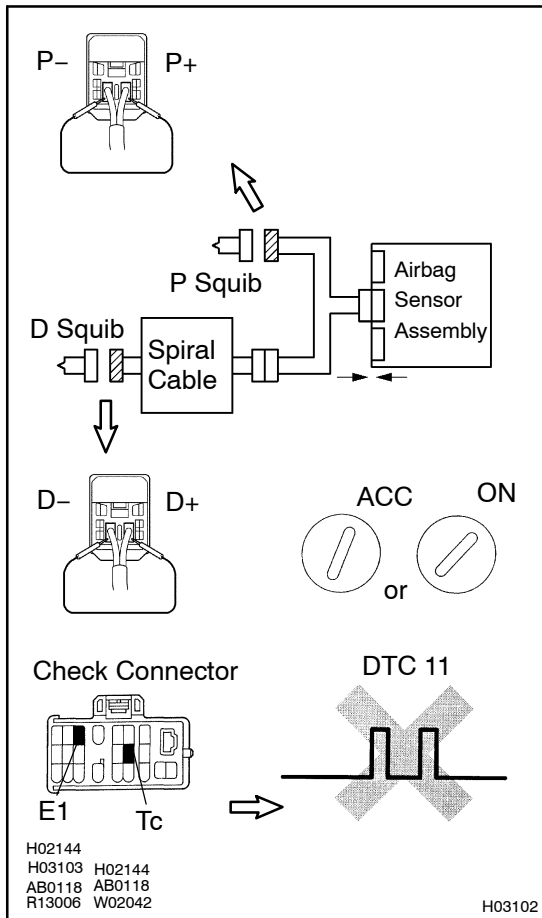 P− P+
P Squib
Airbag
Sensor
Assembly
D Squib
Spiral
Cable
D− D+
ACC ON
or
Check Connector
DTC 11
E1 Tc
H02144
H03103 H02144
AB0118 AB0118
R13006 W02042
H03102